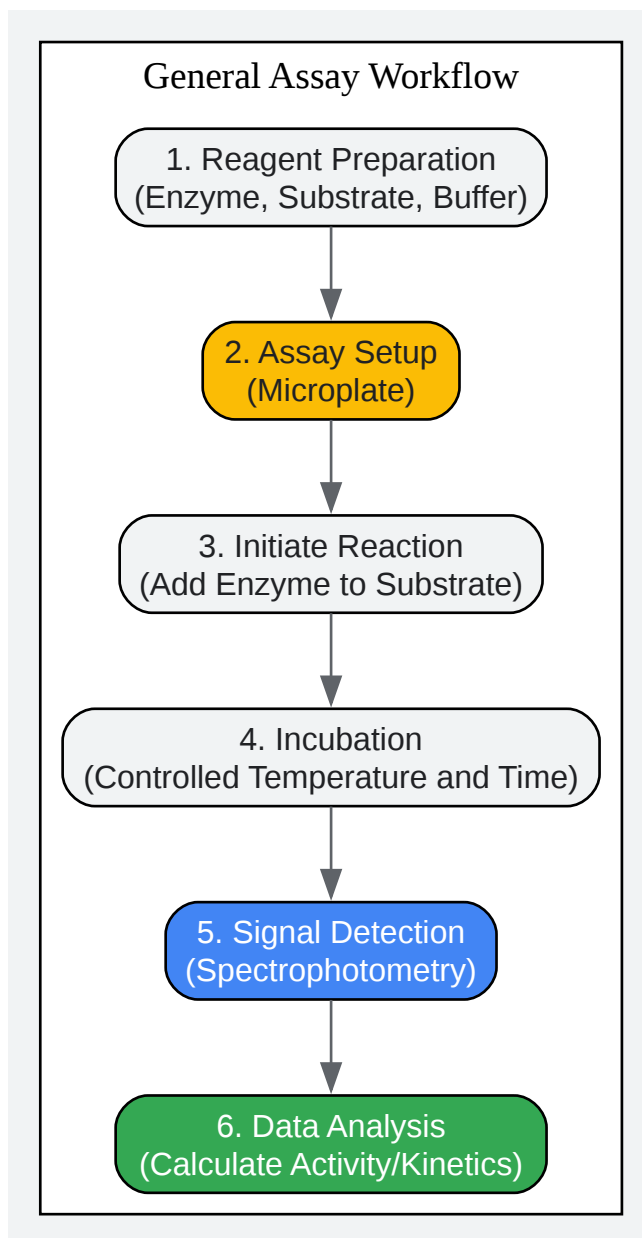 General Assay Workflow
1. Reagent Preparation
(Enzyme, Substrate, Buffer)
2. Assay Setup
(Microplate)
3. Initiate Reaction
(Add Enzyme to Substrate)
4. Incubation
(Controlled Temperature and Time)
5. Signal Detection
(Spectrophotometry)
6. Data Analysis
(Calculate Activity/Kinetics)